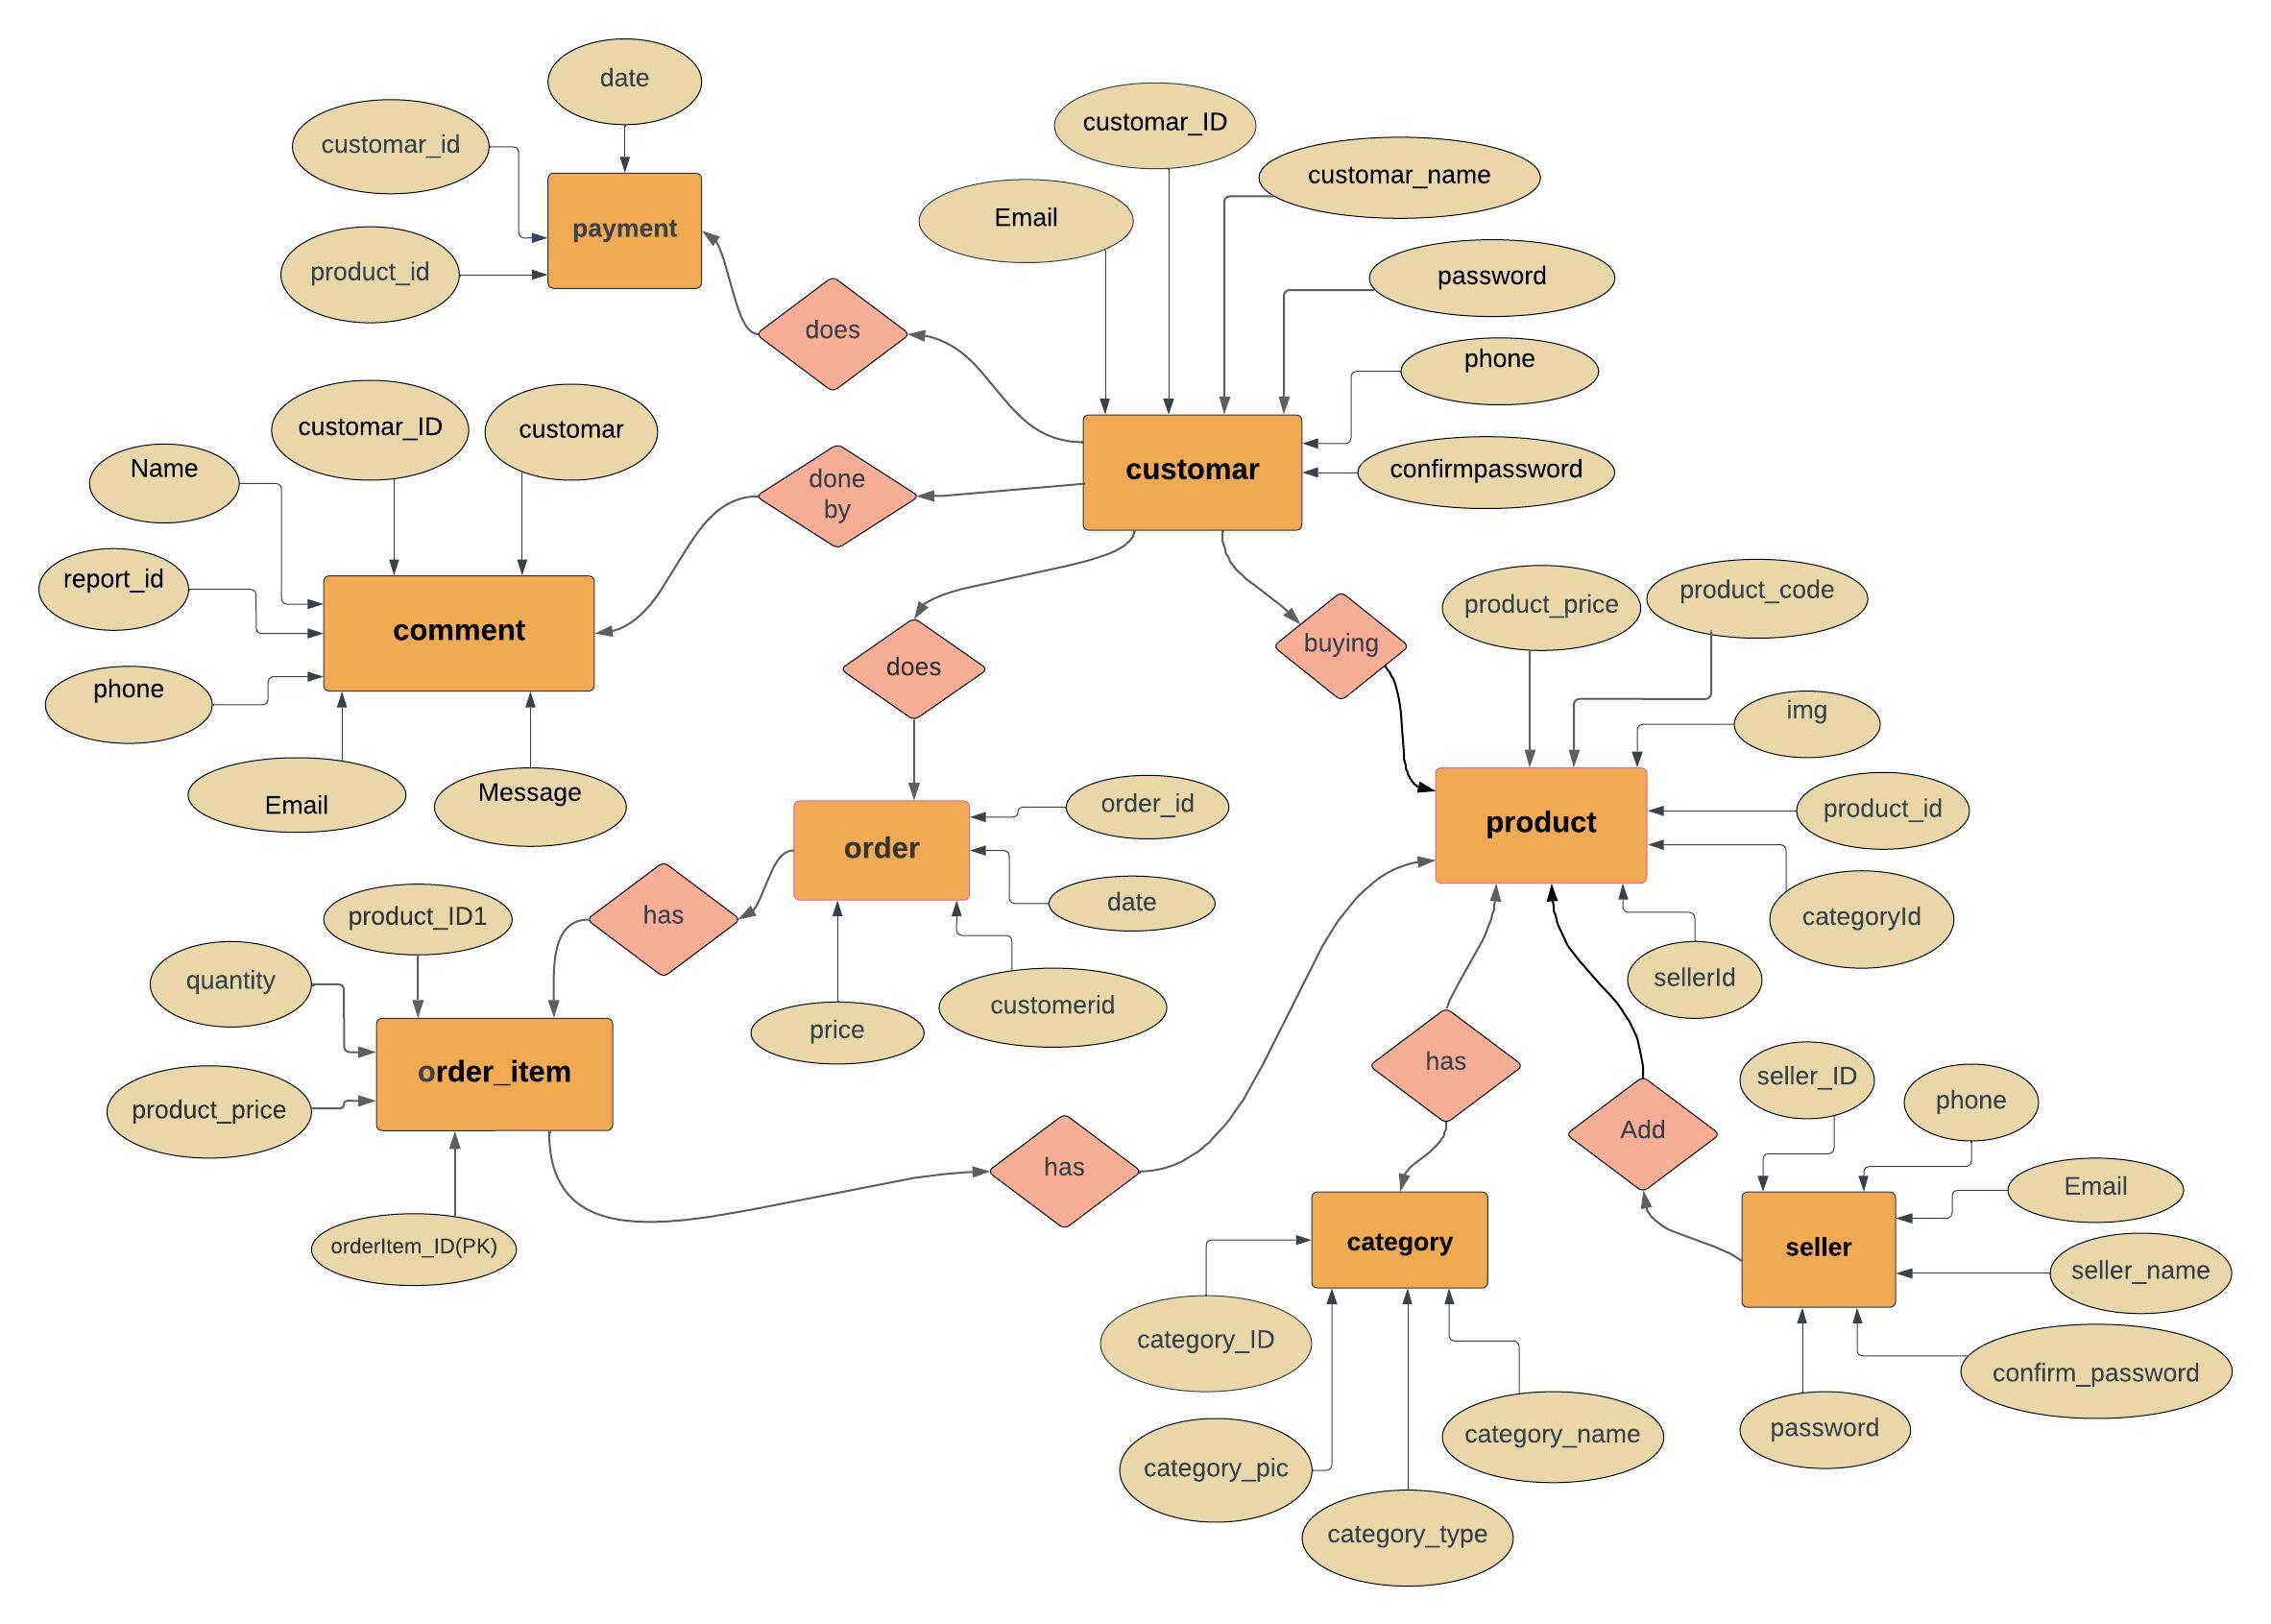 date
customar_id
customar_ID
customar_name
Email
payment
product_id
password
does
phone
customar_ID
customar
Name
customar
confirmpassword
done
by
report_id
comment
product_price
product_code
does
buying
phone
img
Email
Message
order_id
product_id
order
product
product_ID1
has
date
categoryId
quantity
sellerId
price
customerid
order_item
has
seller_ID
product_price
phone
Add
has
Email
orderItem_ID(PK)
category
seller
seller_name
category_ID
confirm_password
category_pic
category_name
password
category_type